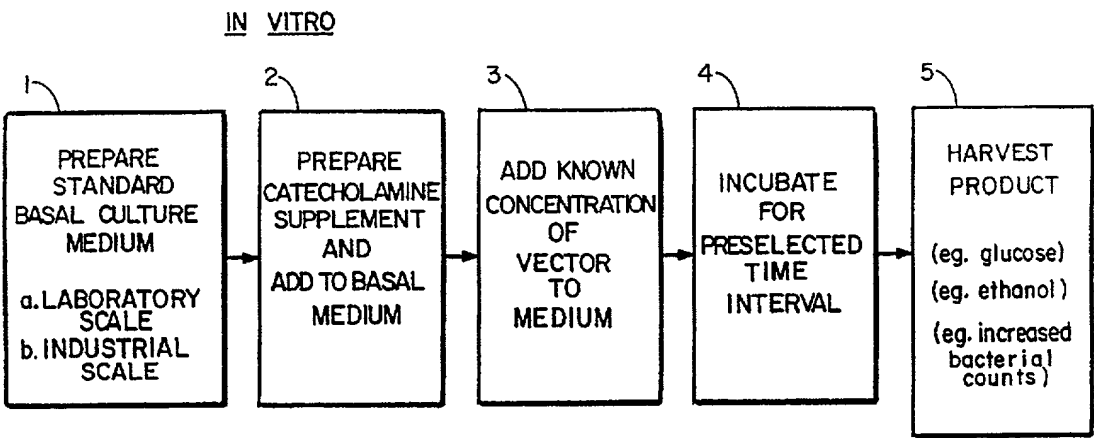 IN VITRO
1
PREPARE
STANDARD
BASAL CULTURE
MEDIUM
a. LABORATORY
SCALE
b. INDUSTRIAL
SCALE
2
PREPARE
CATECHOLAMINE
SUPPLEMENT
AND
ADD TO BASAL
MEDIUM
3
ADD KNOWN
CONCENTRATION
OF
VECTOR
TO
MEDIUM
4
INCUBATE
FOR
PRESELECTED
TIME
INTERVAL
5
HARVEST
PRODUCT
(eg. glucose)
(eg. ethanol)
(eg. increased
bacterial
counts)